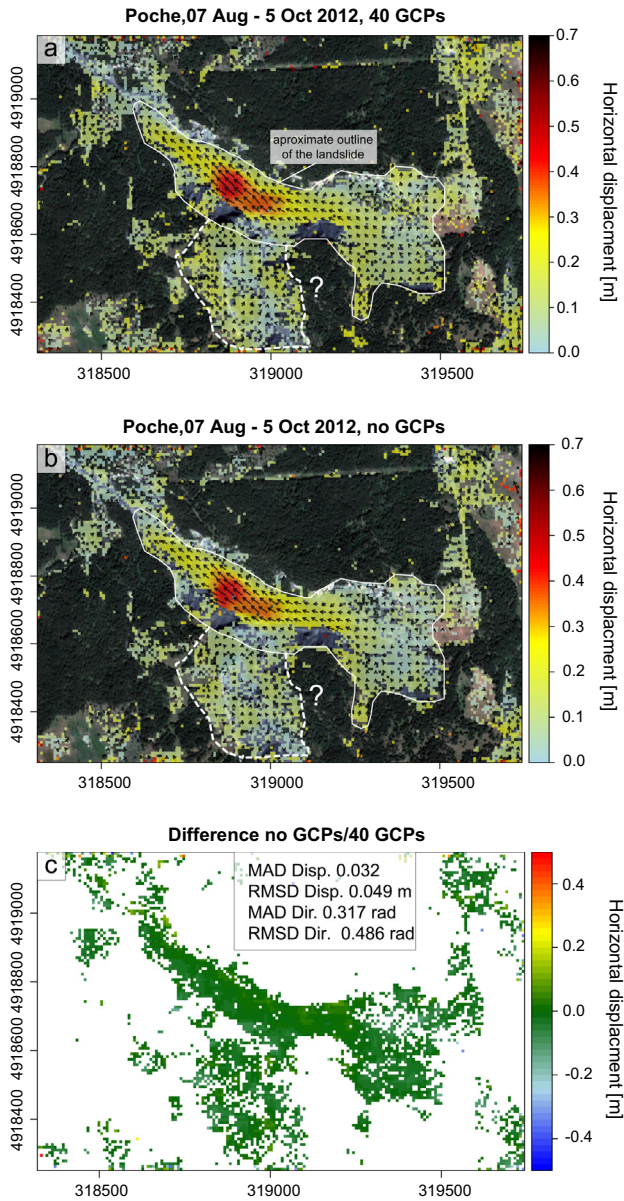 Poche,07 Aug - 5 Oct 2012, 40 GCPs
a
aproximate outline
of the landslide
?
4919000
4918800
4918600
4918400
318500
319000
319500
0.7
0.6
0.5
0.4
0.3
0.2
0.1
0.0
Horizontal displacment [m]
Poche,07 Aug - 5 Oct 2012, no GCPs
b
?
4919000
4918800
4918600
4918400
318500
319000
319500
0.7
0.6
0.5
0.4
0.3
0.2
0.1
0.0
Horizontal displacment [m]
Difference no GCPs/40 GCPs
c
MAD Disp. 0.032
RMSD Disp. 0.049 m
MAD Dir. 0.317 rad
RMSD Dir. 0.486 rad
4919000
4918800
4918600
4918400
318500
319000
319500
0.4
0.2
0.0
-0.2
-0.4
Horizontal displacment [m]